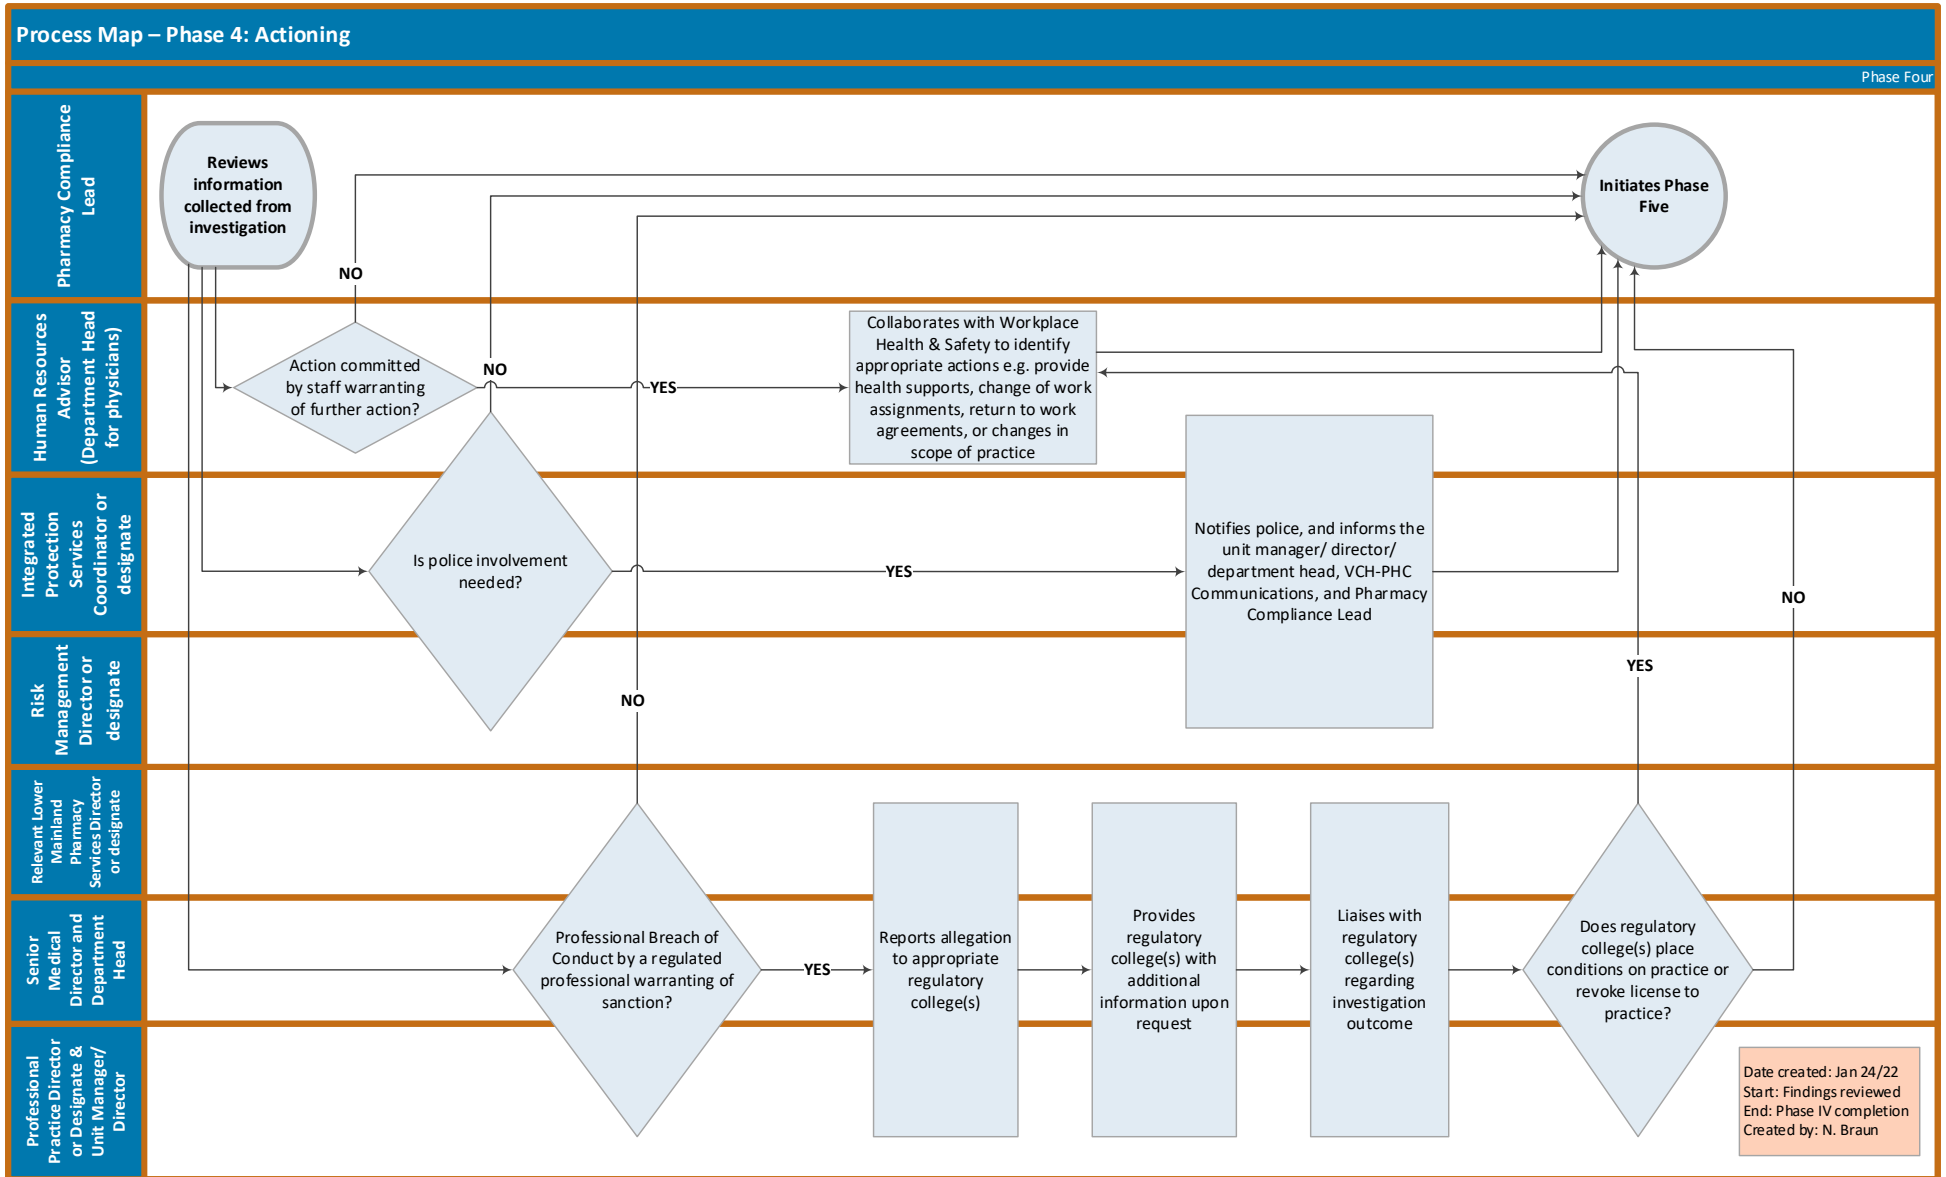 Process Map – Phase 4: Actioning
Phase Four
Pharmacy Compliance
Lead
Reviews
information
collected from
investigation
Initiates Phase
Five
NO
Human Resources
Advisor
(Department Head
for physicians)
Action committed
by staff warranting
of further action?
NO
YES
Collaborates with Workplace
Health & Safety to identify
appropriate actions e.g. provide
health supports, change of work
assignments, return to work
agreements, or changes in
scope of practice
Integrated
Protection
Services
Coordinator or
designate
Is police involvement
needed?
YES
Notifies police, and informs the
unit manager/ director/
department head, VCH-PHC
Communications, and Pharmacy
Compliance Lead
NO
Risk
Management
Director or
designate
NO
YES
Relevant Lower
Mainland
Pharmacy
Services Director
or designate
Senior
Medical
Director and
Department
Head
Professional Breach of
Conduct by a regulated
professional warranting of
sanction?
YES
Reports allegation
to appropriate
regulatory
college(s)
Provides
regulatory
college(s) with
additional
information upon
request
Liaises with
regulatory
college(s)
regarding
investigation
outcome
Does regulatory
college(s) place
conditions on practice or
revoke license to
practice?
Professional
Practice Director
or Designate &
Unit Manager/
Director
Date created: Jan 24/22
Start: Findings reviewed
End: Phase IV completion
Created by: N. Braun